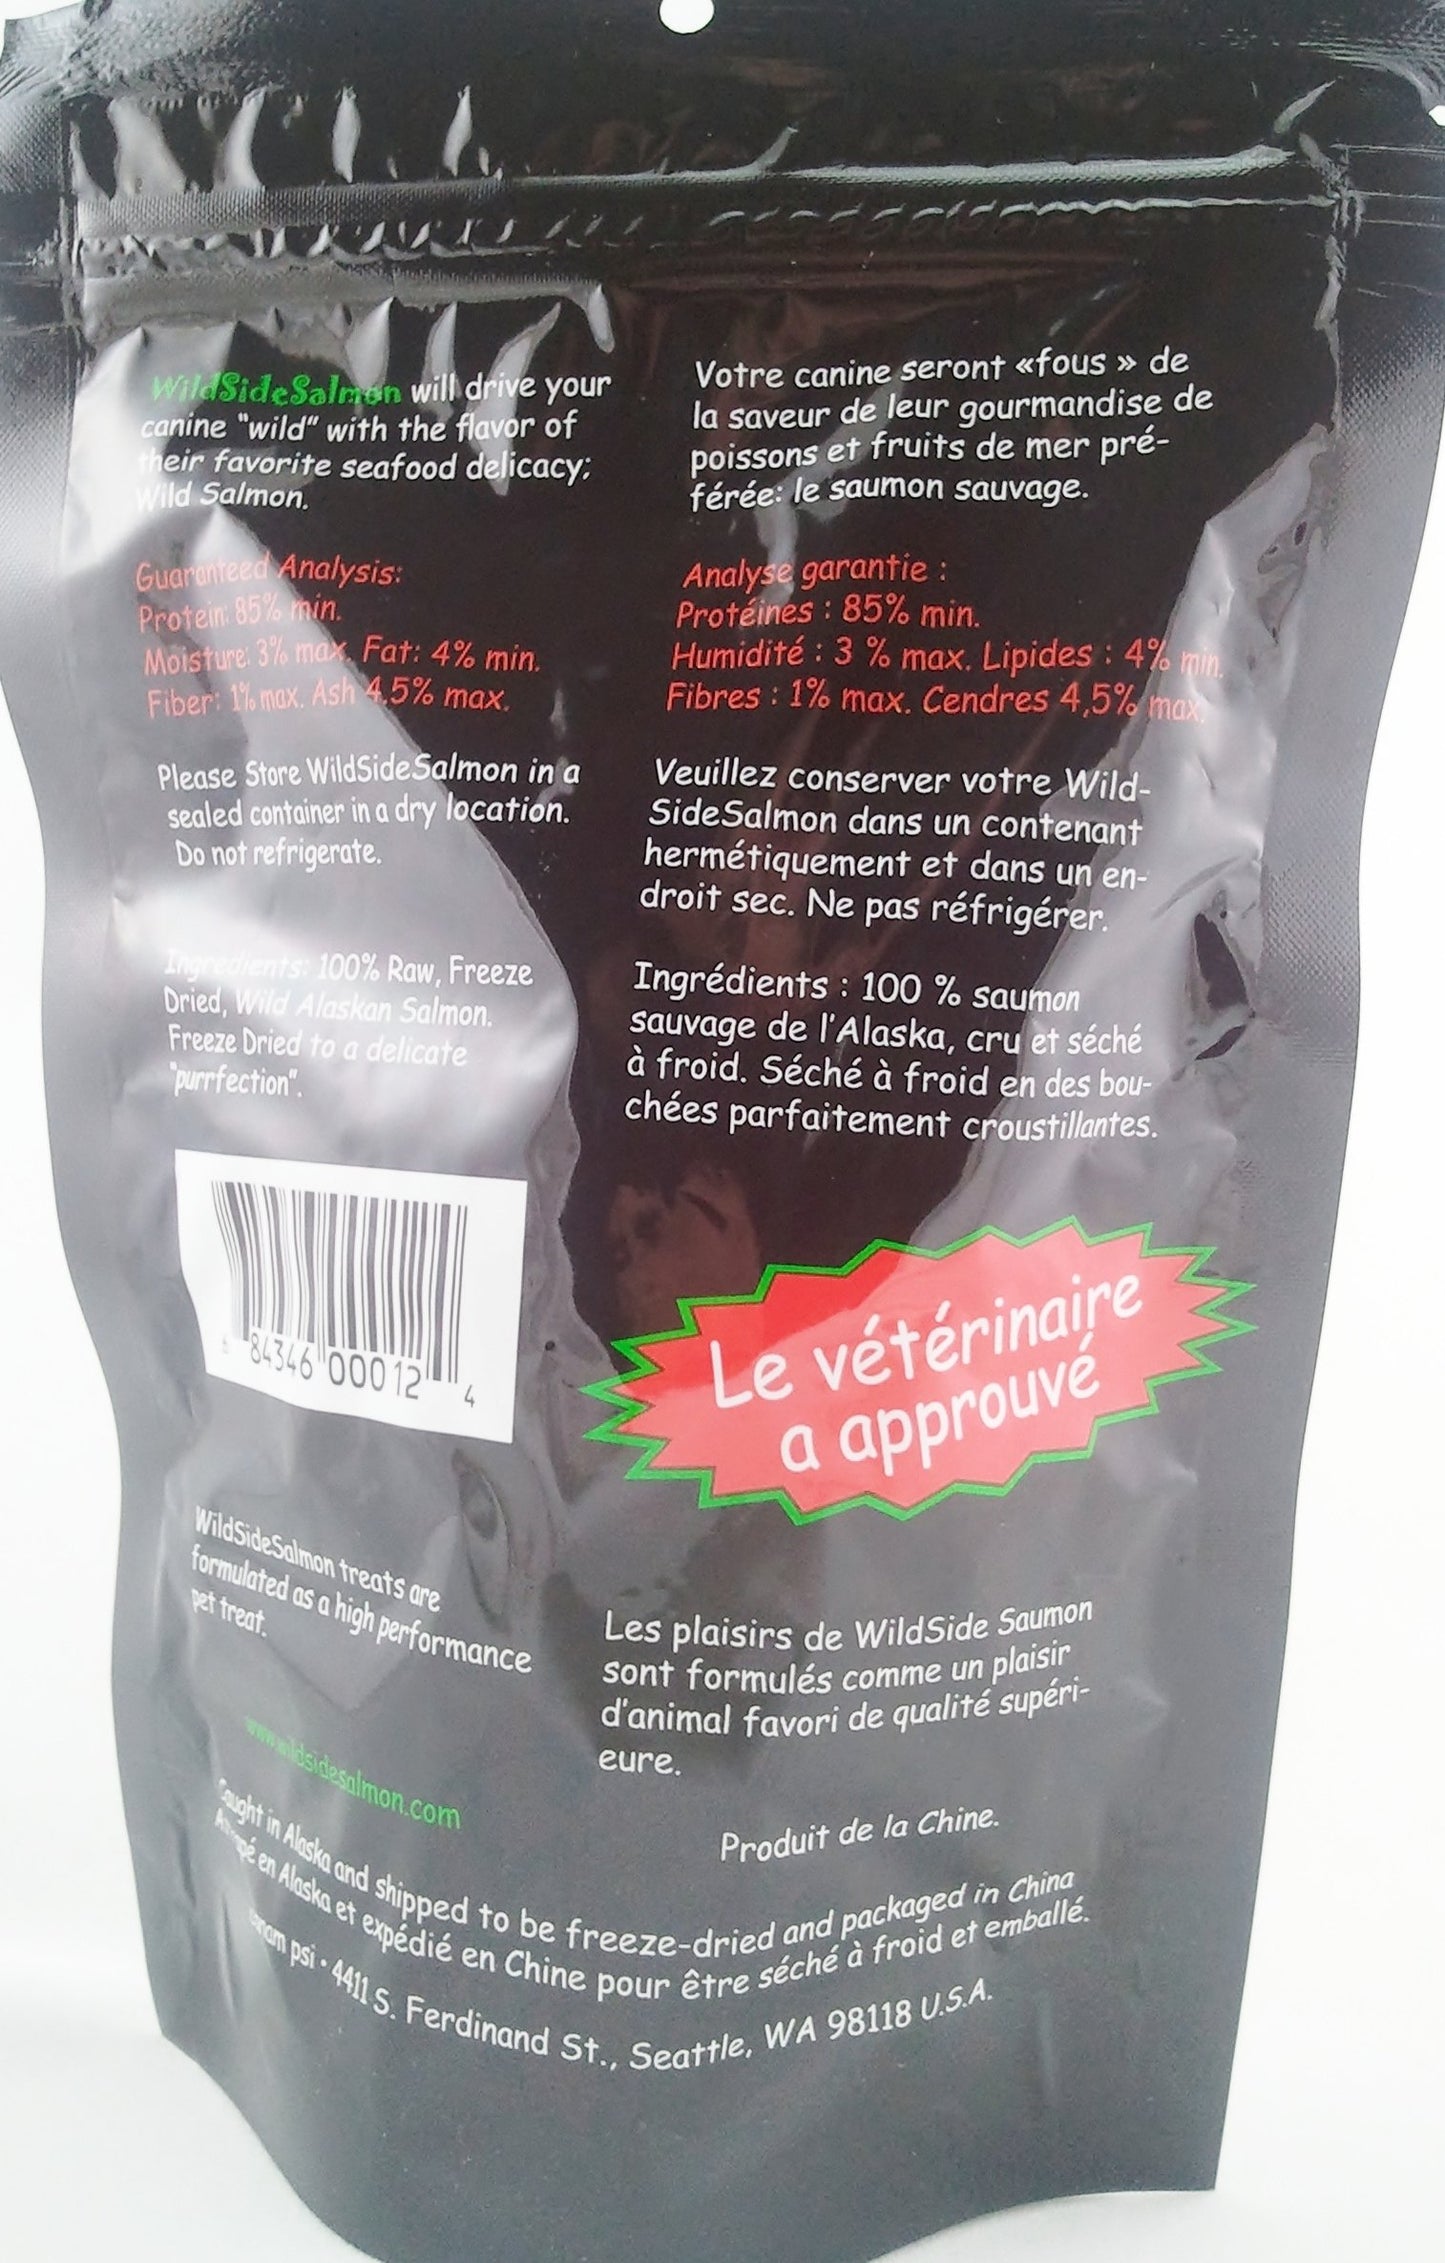 WildSideSalmon will drive your
canine "wild" with the flavor of
their favorite seafood delicacy;
Wild Salmon.
Guaranteed Analysis:
Protein: 85% min.
Moisture: 3% max. Fat: 4% min.
Fiber: 1% max. Ash 4.5% max.
Please Store WildSideSalmon in a
sealed container in a dry location.
Do not refrigerate.
Ingredients: 100% Raw, Freeze
Dried, Wild Alaskan Salmon.
Freeze Dried to a delicate
"purrfection".
6 84346 00012 4
WildSideSalmon treats are
formulated as a high performance
pet treat.
www.wildsidesalmon.com
Votre canine seront «fous » de
la saveur de leur gourmandise de
poissons et fruits de mer pré-
férée: le saumon sauvage.
Analyse garantie :
Protéines : 85% min.
Humidité : 3 % max. Lipides : 4% min.
Fibres : 1% max. Cendres 4,5% max.
Veuillez conserver votre Wild-
SideSalmon dans un contenant
hermétiquement et dans un en-
droit sec. Ne pas réfrigérer.
Ingrédients : 100 % saumon
sauvage de l'Alaska, cru et séché
à froid. Séché à froid en des bou-
chées parfaitement croustillantes.
Le vétérinaire
a approuvé
Les plaisirs de WildSide Saumon
sont formulés comme un plaisir
d'animal favori de qualité supéri-
eure.
Produit de la Chine.
Caught in Alaska and shipped to be freeze-dried and packaged in China
en Alaska et expédié en Chine pour être séché à froid et emballé.
psi • 4411 S. Ferdinand St., Seattle, WA 98118 U.S.A.